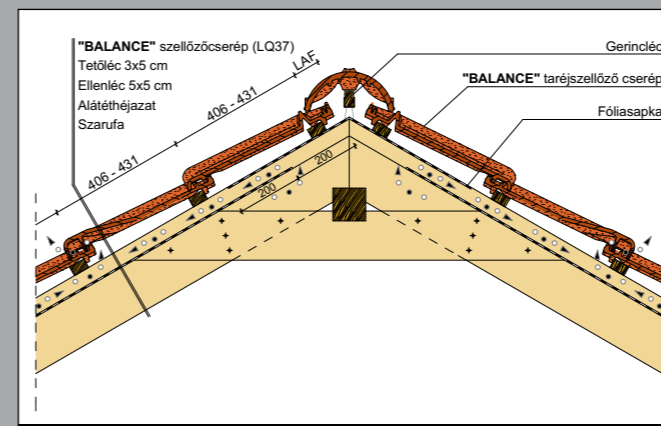 "BALANCE" szellőzőcserép (LQ37)
Tetőléc 3x5 cm
Ellenléc 5x5 cm
Alátéthéjazat
Szarufa
LAF
406 - 431
406 - 431
200
200
Gerincléc
"BALANCE" taréjszellőző cserép
Fóliasapka